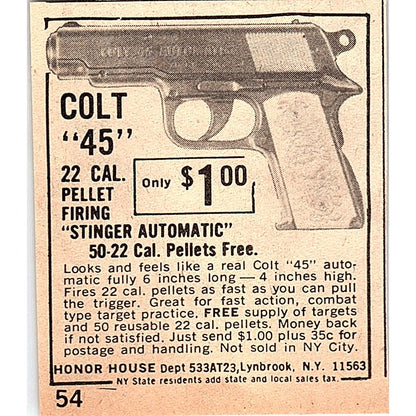 COLT
"45"
22 CAL.
PELLET
FIRING
Only $1.00
"STINGER AUTOMATIC"
50-22 Cal. Pellets Free.
Looks and feels like a real Colt "45" auto-
matic fully 6 inches long — 4 inches high.
Fires 22 cal. pellets as fast as you can pull
the trigger. Great for fast action, combat
type target practice. FREE supply of targets
and 50 reusable 22 cal. pellets. Money back
if not satisfied. Just send $1.00 plus 35c for
postage and handling. Not sold in NY City.
HONOR HOUSE Dept 533AT23, Lynbrook, N.Y. 11563
NY State residents add state and local sales tax.
54